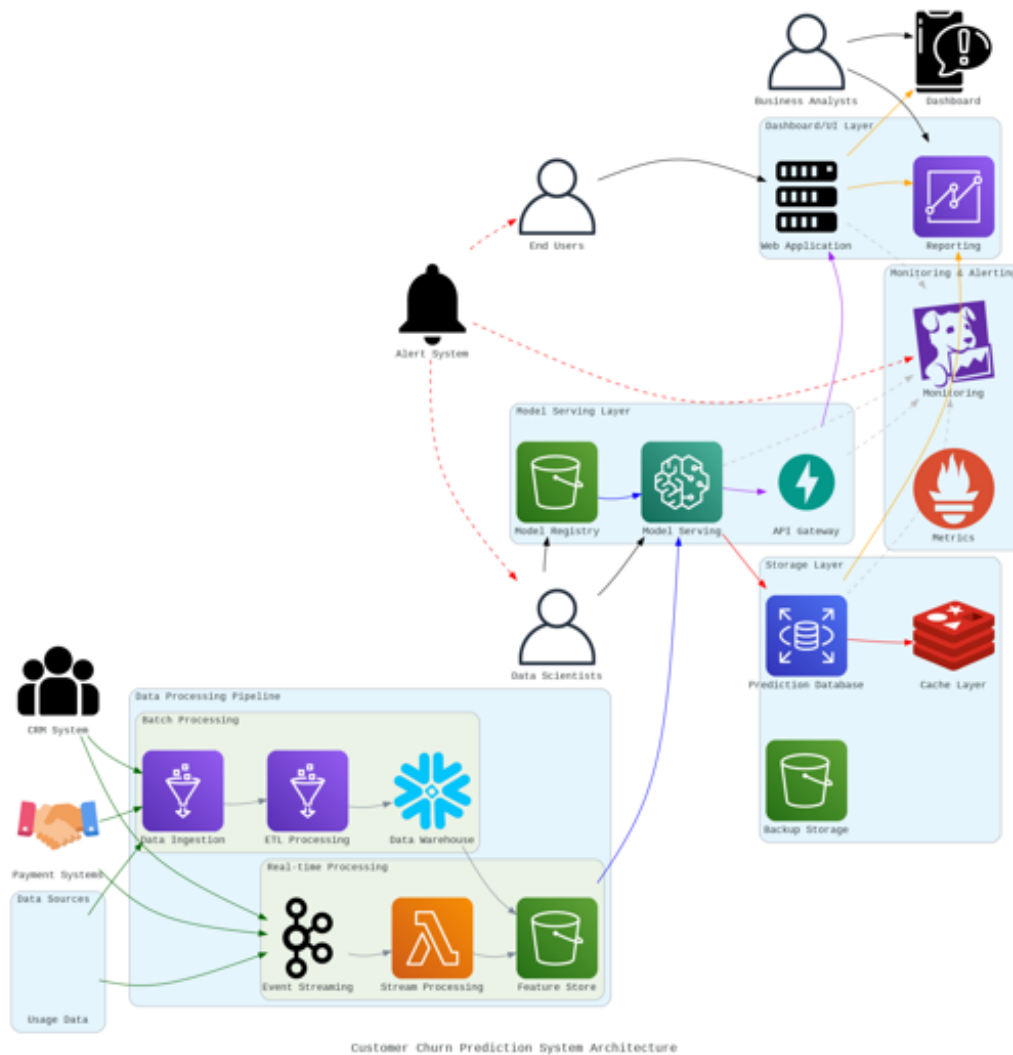 Business Analysts
Dashboard
Dashboard/UI Layer
End Users
Web Application
Reporting
Monitoring & Alerting
Alert System
Monitoring
Model Serving Layer
Model Registry
Model Serving
API Gateway
Metrics
Storage Layer
Data Scientists
Prediction Database
Cache Layer
Data Processing Pipeline
Batch Processing
CRM System
Data Ingestion
ETL Processing
Data Warehouse
Backup Storage
Payment Systems
Real-time Processing
Data Sources
Event Streaming
Stream Processing
Feature Store
Usage Data
Customer Churn Prediction System Architecture